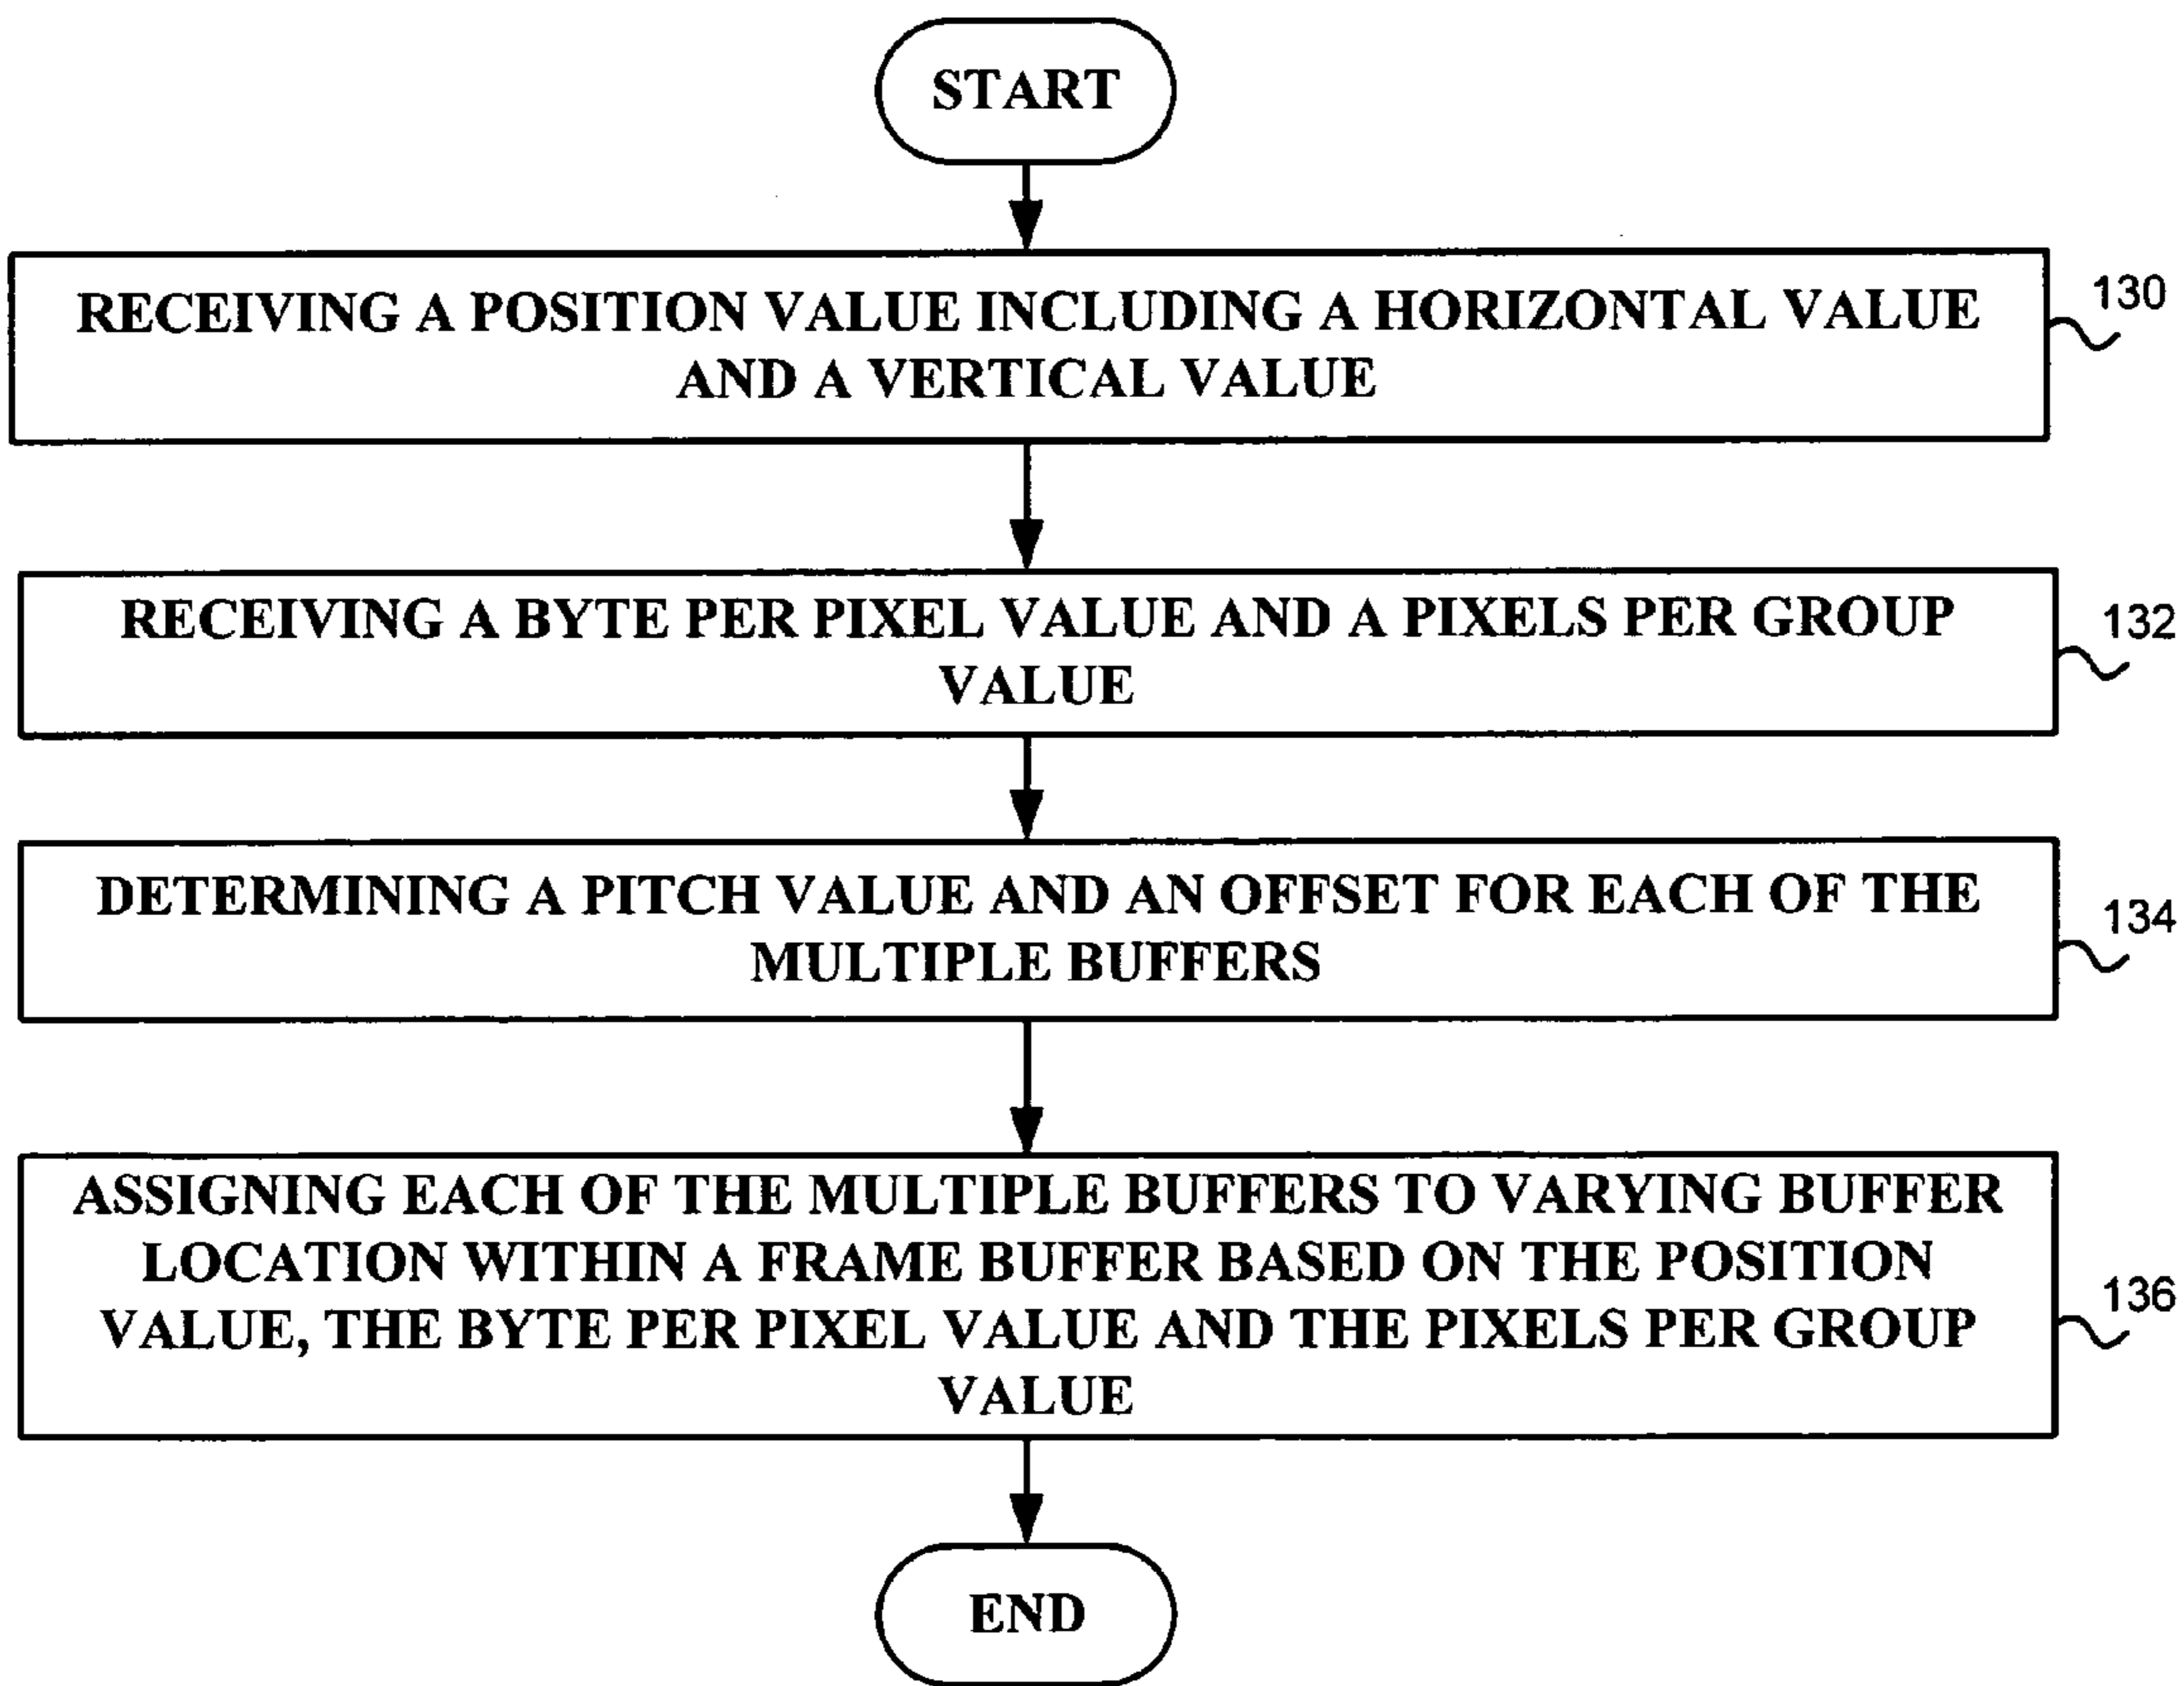 START
RECEIVING A POSITION VALUE INCLUDING A HORIZONTAL VALUE
AND A VERTICAL VALUE
130
RECEIVING A BYTE PER PIXEL VALUE AND A PIXELS PER GROUP
VALUE
132
DETERMINING A PITCH VALUE AND AN OFFSET FOR EACH OF THE
MULTIPLE BUFFERS
134
ASSIGNING EACH OF THE MULTIPLE BUFFERS TO VARYING BUFFER
LOCATION WITHIN A FRAME BUFFER BASED ON THE POSITION
VALUE, THE BYTE PER PIXEL VALUE AND THE PIXELS PER GROUP
VALUE
136
END